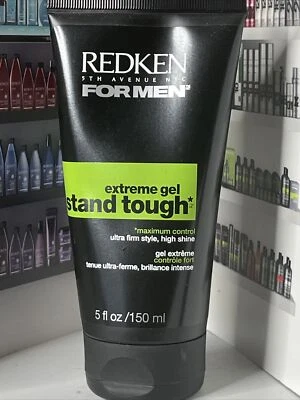 REDKEN
5TH AVENUE NYC
FOR MEN
extreme gel
stand tough*
*maximum control
ultra firm style, high shine
gel extrême
contrôle fort
tenue ultra-ferme, brillance intense
5 fl oz/150 ml